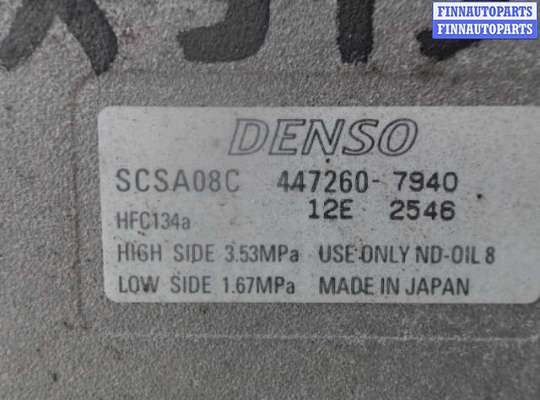 FINNAUTOPARTS
FINNAUTOPARTS
DENSO
SCSA08C 447260-7940
12E 2546
HFC134a
HIGH SIDE 3.53MPa USE ONLY ND-OIL 8
LOW SIDE 1.67MPa MADE IN JAPAN